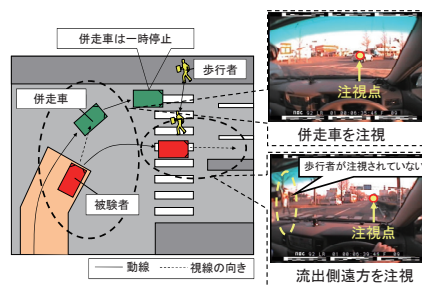 併走車は一時停止
歩行者
併走車
被験者
動線
視線の向き
注視点
併走車を注視
歩行者が注視されていない
注視点
流出側遠方を注視